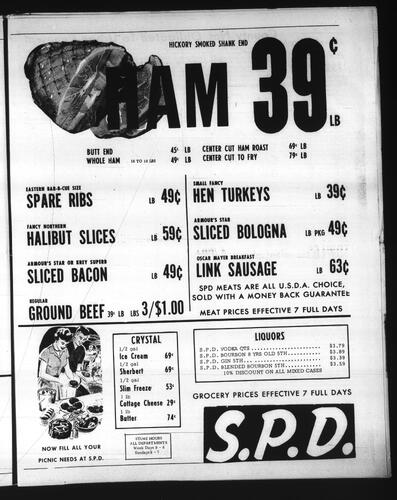 HICKORY SMOKED SHANK END
HAM 39¢ LB
BUTT END 45¢ LB CENTER CUT HAM ROAST 69¢ LB
WHOLE HAM 14 TO 18 LBS 49¢ LB CENTER CUT TO FRY 79¢ LB
EASTERN BAR-B-CUE SIZE
SPARE RIBS LB 49¢
SMALL FANCY
HEN TURKEYS LB 39¢
FANCY NORTHERN
HALIBUT SLICES LB 59¢
ARMOUR'S STAR
SLICED BOLOGNA LB PKG 49¢
ARMOUR'S STAR OR KREY SUPERB
SLICED BACON LB 49¢
OSCAR MAYER BREAKFAST
LINK SAUSAGE LB 63¢
REGULAR
GROUND BEEF 39¢ LB LBS 3/$1.00
SPD MEATS ARE ALL U.S.D.A. CHOICE,
SOLD WITH A MONEY BACK GUARANTEE
MEAT PRICES EFFECTIVE 7 FULL DAYS
CRYSTAL
1/2 gal
Ice Cream 69¢
1/2 gal
Sherbert 69¢
1/2 gal
Slim Freeze 53¢
1 lb
Cottage Cheese 29¢
1 lb
Butter 74¢
LIQUORS
S.P.D. VODKA QTS $3.79
S.P.D. BOURBON 8 YRS OLD 5TH $3.89
S.P.D. GIN 5TH $3.39
S.P.D. BLENDED BOURBON 5TH $3.59
10% DISCOUNT ON ALL MIXED CASES
GROCERY PRICES EFFECTIVE 7 FULL DAYS
NOW FILL ALL YOUR
PICNIC NEEDS AT S.P.D.
STORE HOURS
ALL DEPARTMENTS
Week Days 8 -
Sundays 8 -
S.P.D.